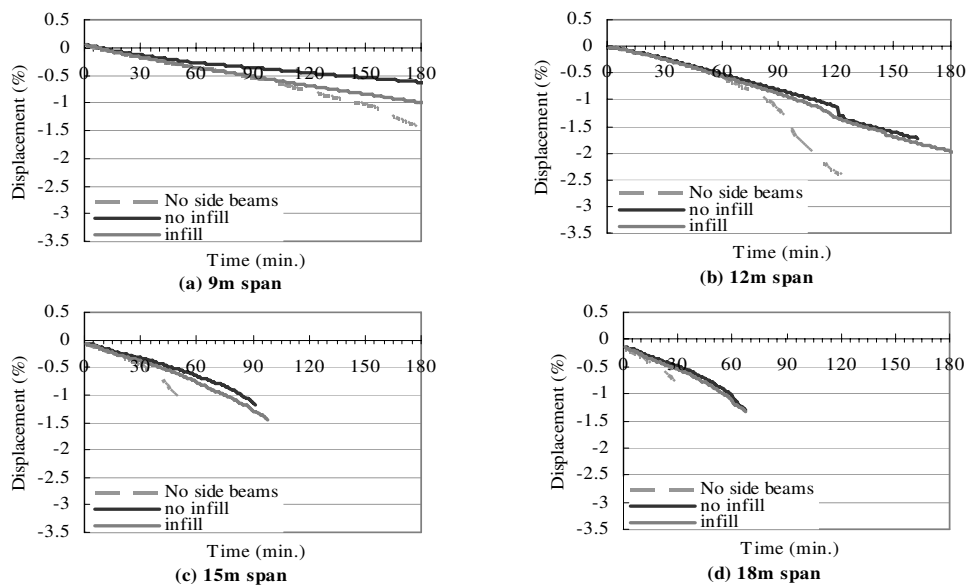 0.5
0
-0.5
-1
-1.5
-2
-2.5
-3
-3.5
0 30 60 90 120 150 180
Displacement (%)
No side beams
no infill
infill
Time (min.)
(a) 9m span
0.5
0
-0.5
-1
-1.5
-2
-2.5
-3
-3.5
0 30 60 90 120 150 180
Displacement (%)
No side beams
no infill
infill
Time (min.)
(b) 12m span
0.5
0
-0.5
-1
-1.5
-2
-2.5
-3
-3.5
0 30 60 90 120 150 180
Displacement (%)
No side beams
no infill
infill
Time (min.)
(c) 15m span
0.5
0
-0.5
-1
-1.5
-2
-2.5
-3
-3.5
0 30 60 90 120 150 180
Displacement (%)
No side beams
no infill
infill
Time (min.)
(d) 18m span